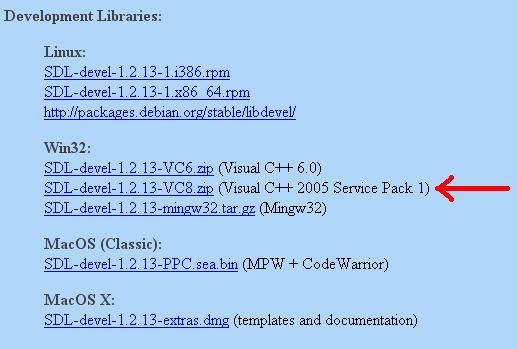 Development Libraries:
Linux:
SDL-devel-1.2.13-1.i386.rpm
SDL-devel-1.2.13-1.x86_64.rpm
http://packages.debian.org/stable/libdevel/
Win32:
SDL-devel-1.2.13-VC6.zip (Visual C++ 6.0)
SDL-devel-1.2.13-VC8.zip (Visual C++ 2005 Service Pack 1)
SDL-devel-1.2.13-mingw32.tar.gz (Mingw32)
MacOS (Classic):
SDL-devel-1.2.13-PPC.sea.bin (MPW + CodeWarrior)
MacOS X:
SDL-devel-1.2.13-extras.dmg (templates and documentation)